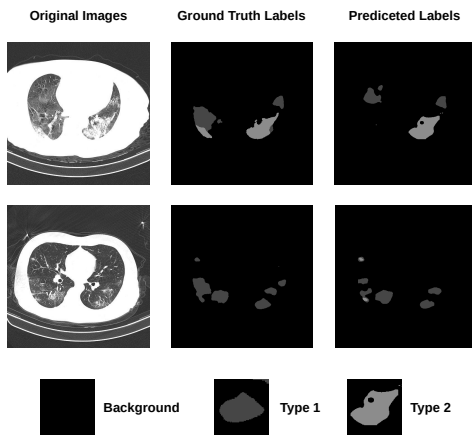 Original Images
Ground Truth Labels
Prediceted Labels
Background
Type 1
Type 2